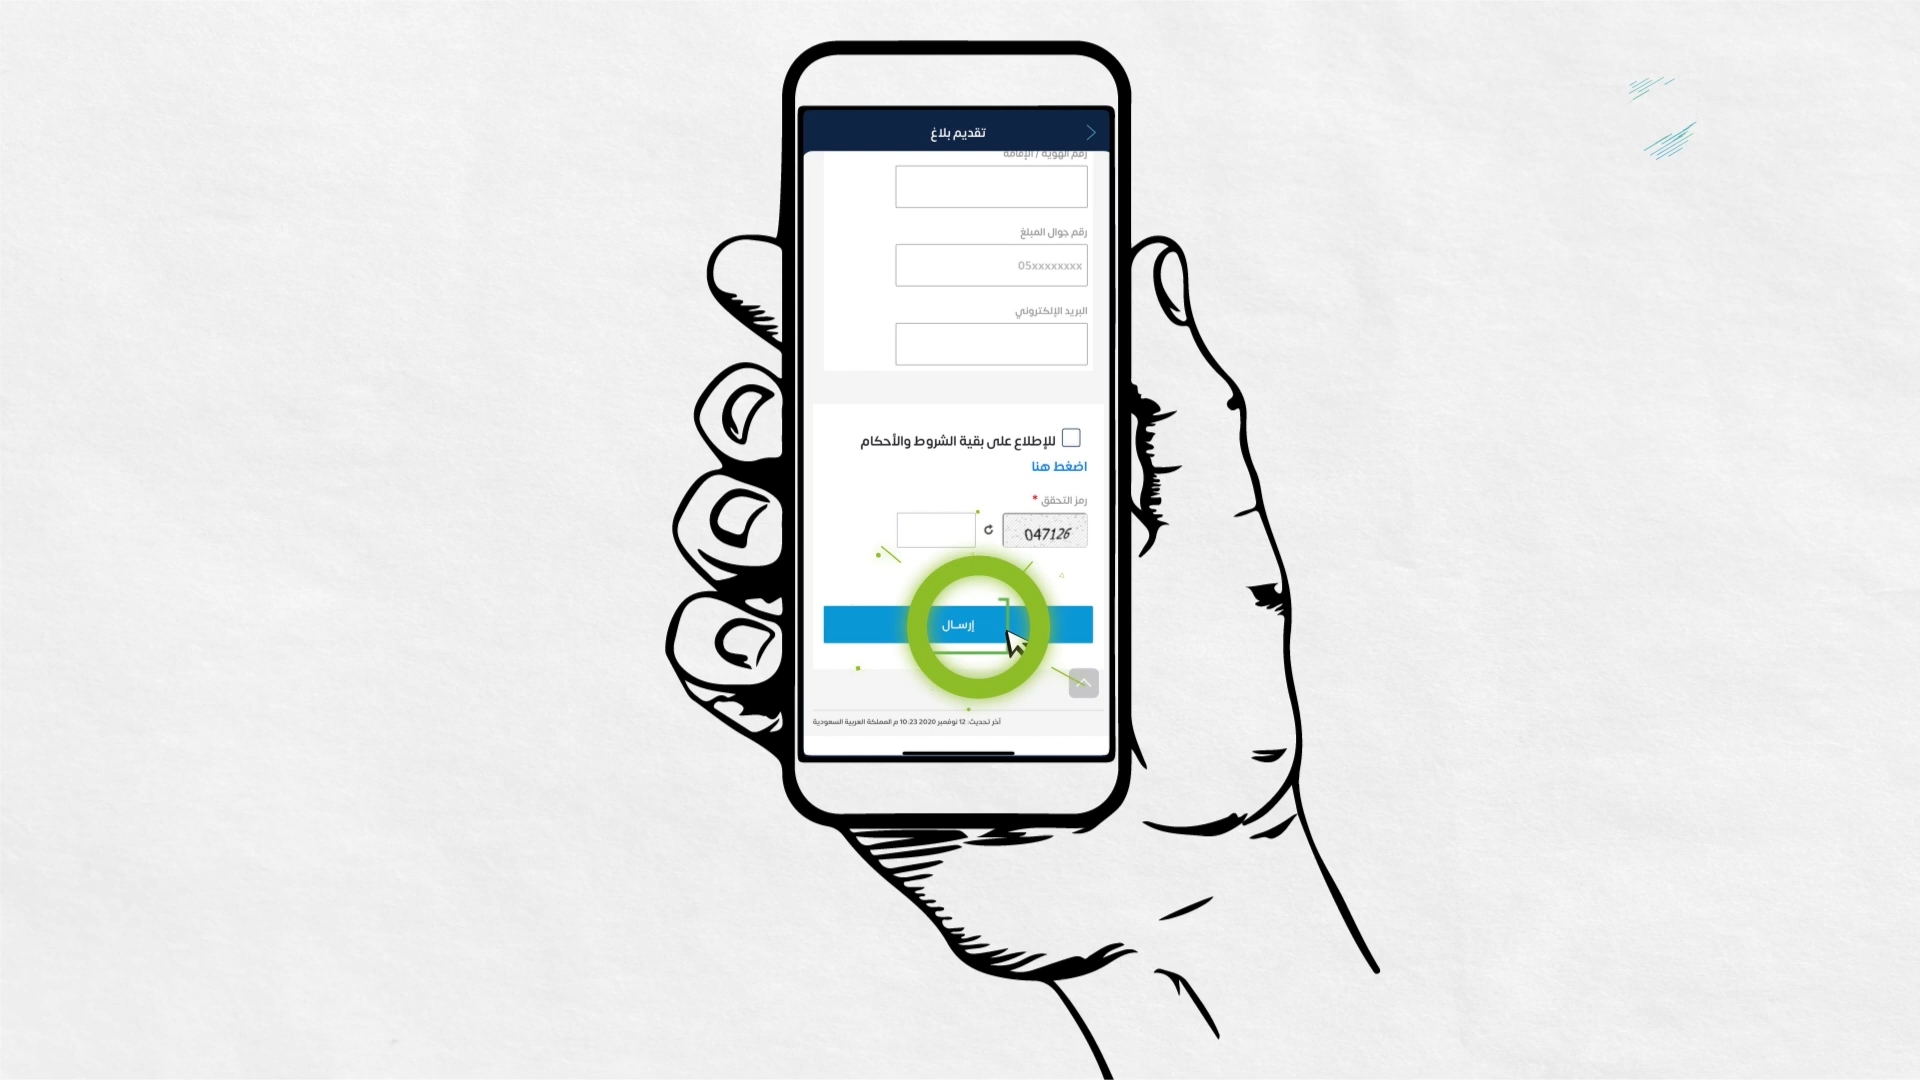 تقديم بلاغ
رقم الهوية / الإقامة
رقم جوال المبلغ
05xxxxxxxx
البريد الإلكتروني
للإطلاع على بقية الشروط والأحكام
اضغط هنا
رمز التحقق *
047126
إرسـال
آخر تحديث: 12 نوفمبر 2020 10:23 م المملكة العربية السعودية